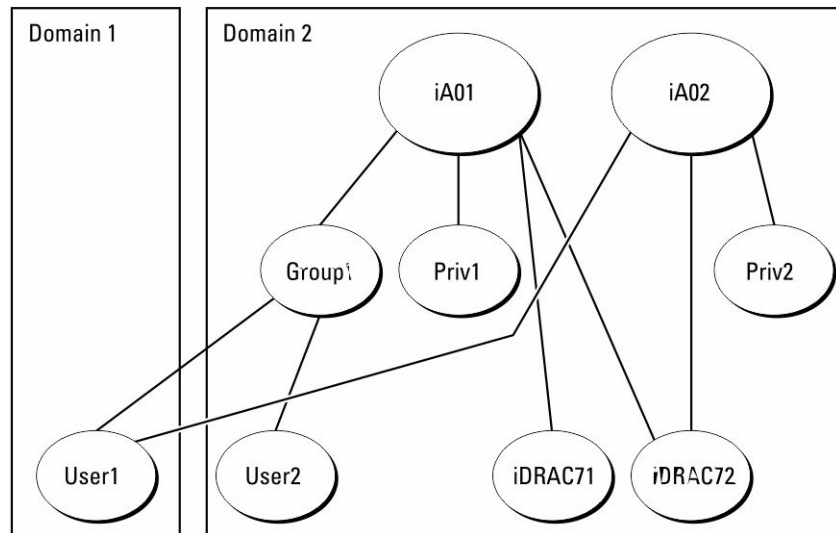 Domain 1
Domain 2
iA01
iA02
Group1
Priv1
Priv2
User1
User2
iDRAC71
iDRAC72